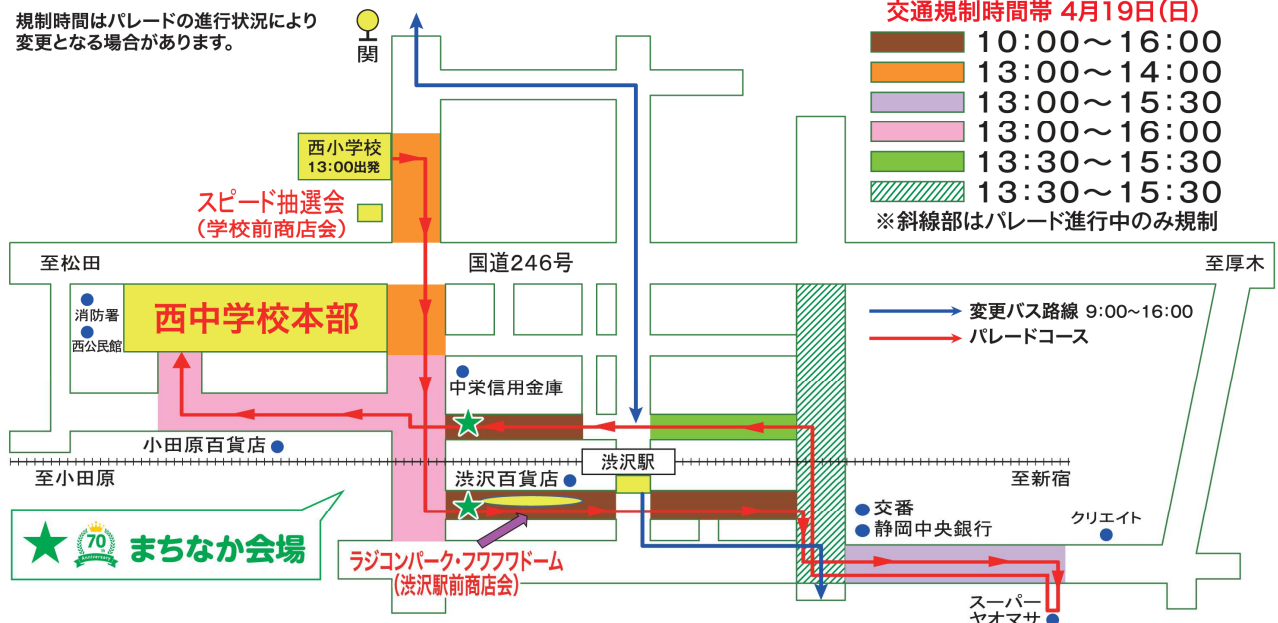 規制時間はパレードの進行状況により
変更となる場合があります。
関
交通規制時間帯 4月19日(日)
10:00〜16:00
13:00〜14:00
13:00〜15:30
13:00〜16:00
13:30〜15:30
13:30〜15:30
※斜線部はパレード進行中のみ規制
西小学校
13:00出発
スピード抽選会
(学校前商店会)
至松田
国道246号
至厚木
消防署
西公民館
西中学校本部
変更バス路線 9:00~16:00
パレードコース
中栄信用金庫
小田原百貨店
渋沢駅
至小田原
渋沢百貨店
至新宿
交番
静岡中央銀行
クリエイト
70th
Anniversary
まちなか会場
ラジコンパーク・フワフワドーム
(渋沢駅前商店会)
スーパー
ヤオマサ